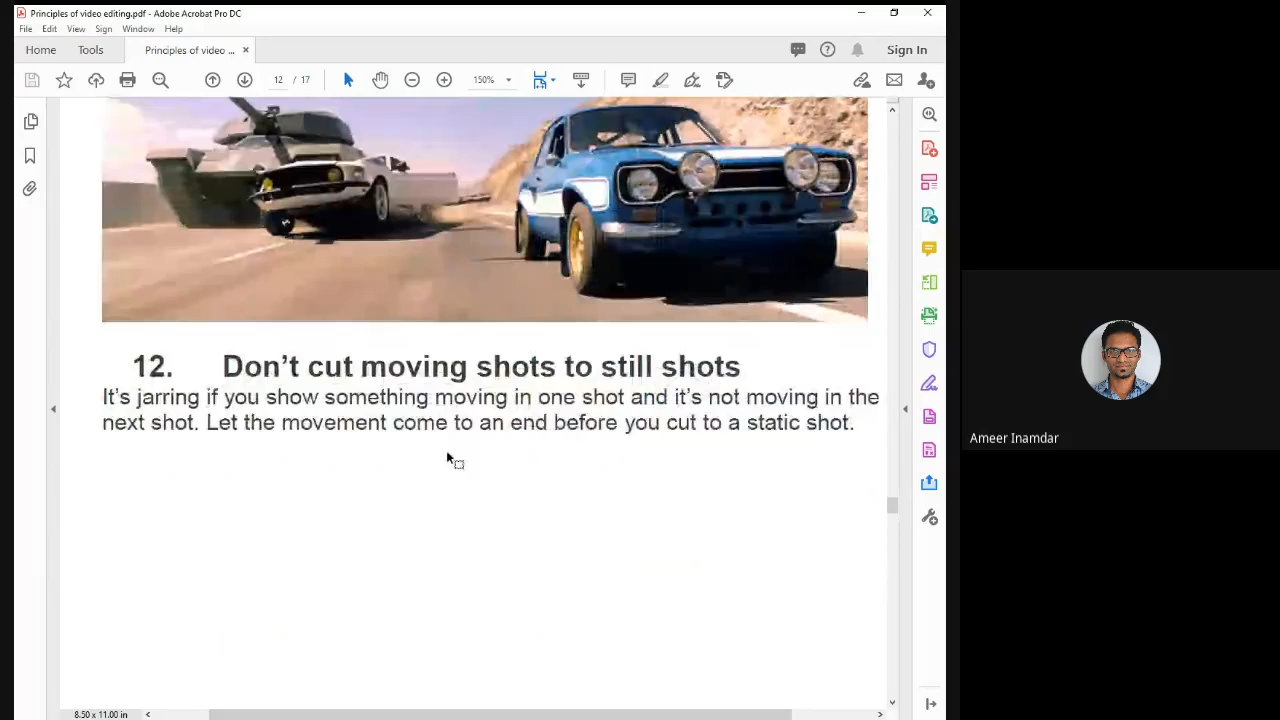 Principles of video editing.pdf - Adobe Acrobat Pro DC
File Edit View Sign Window Help
Home Tools Principles of video ... × Sign In
12 / 17 150%
12. Don't cut moving shots to still shots
It's jarring if you show something moving in one shot and it's not moving in the
next shot. Let the movement come to an end before you cut to a static shot.
8.50 x 11.00 in
Ameer Inamdar